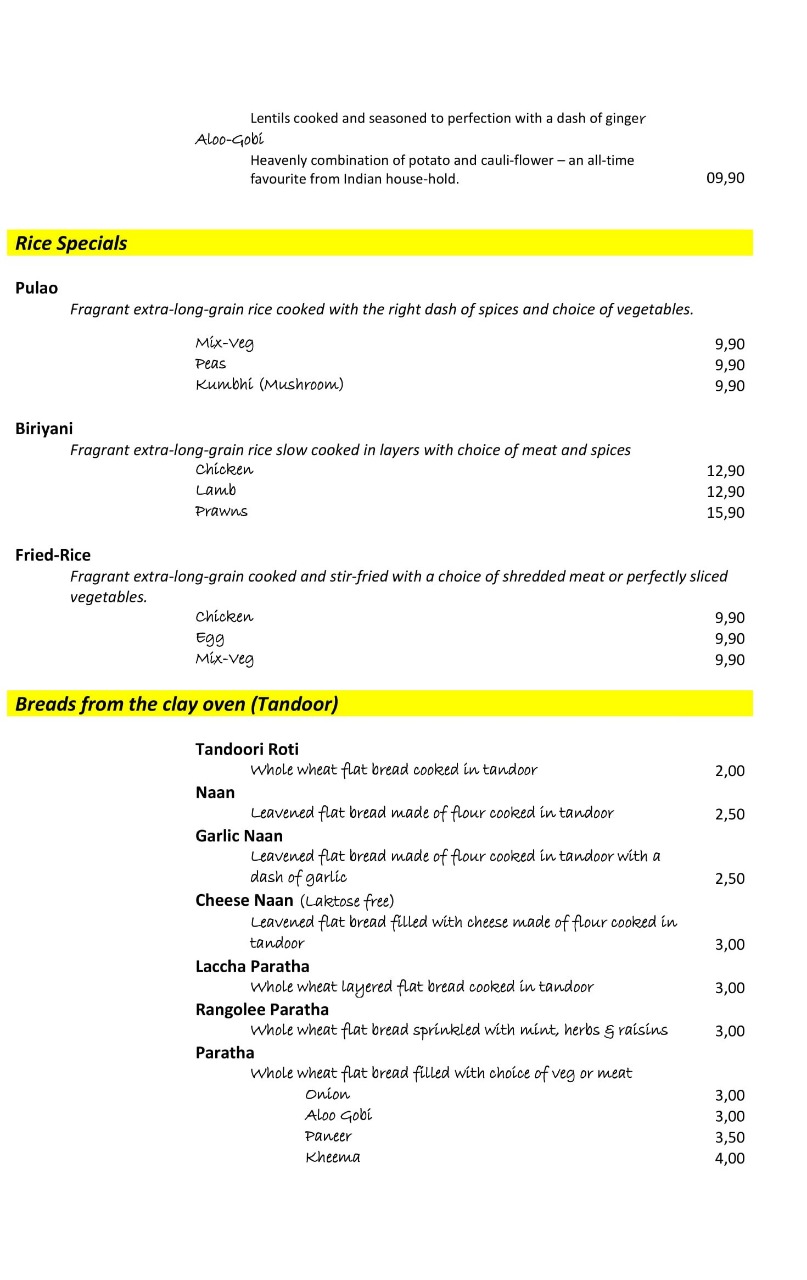 Lentils cooked and seasoned to perfection with a dash of ginger
Aloo-Gobi
Heavenly combination of potato and cauli-flower – an all-time
favourite from Indian house-hold. 09,90
Rice Specials
Pulao
Fragrant extra-long-grain rice cooked with the right dash of spices and choice of vegetables.
Mix-Veg 9,90
Peas 9,90
Kumbhi (Mushroom) 9,90
Biriyani
Fragrant extra-long-grain rice slow cooked in layers with choice of meat and spices
Chicken 12,90
Lamb 12,90
Prawns 15,90
Fried-Rice
Fragrant extra-long-grain cooked and stir-fried with a choice of shredded meat or perfectly sliced
vegetables.
Chicken 9,90
Egg 9,90
Mix-Veg 9,90
Breads from the clay oven (Tandoor)
Tandoori Roti
Whole wheat flat bread cooked in tandoor 2,00
Naan
Leavened flat bread made of flour cooked in tandoor 2,50
Garlic Naan
Leavened flat bread made of flour cooked in tandoor with a
dash of garlic 2,50
Cheese Naan (Laktose free)
Leavened flat bread filled with cheese made of flour cooked in
tandoor 3,00
Laccha Paratha
Whole wheat layered flat bread cooked in tandoor 3,00
Rangolee Paratha
Whole wheat flat bread sprinkled with mint, herbs & raisins 3,00
Paratha
Whole wheat flat bread filled with choice of veg or meat
Onion 3,00
Aloo Gobi 3,00
Paneer 3,50
Kheema 4,00